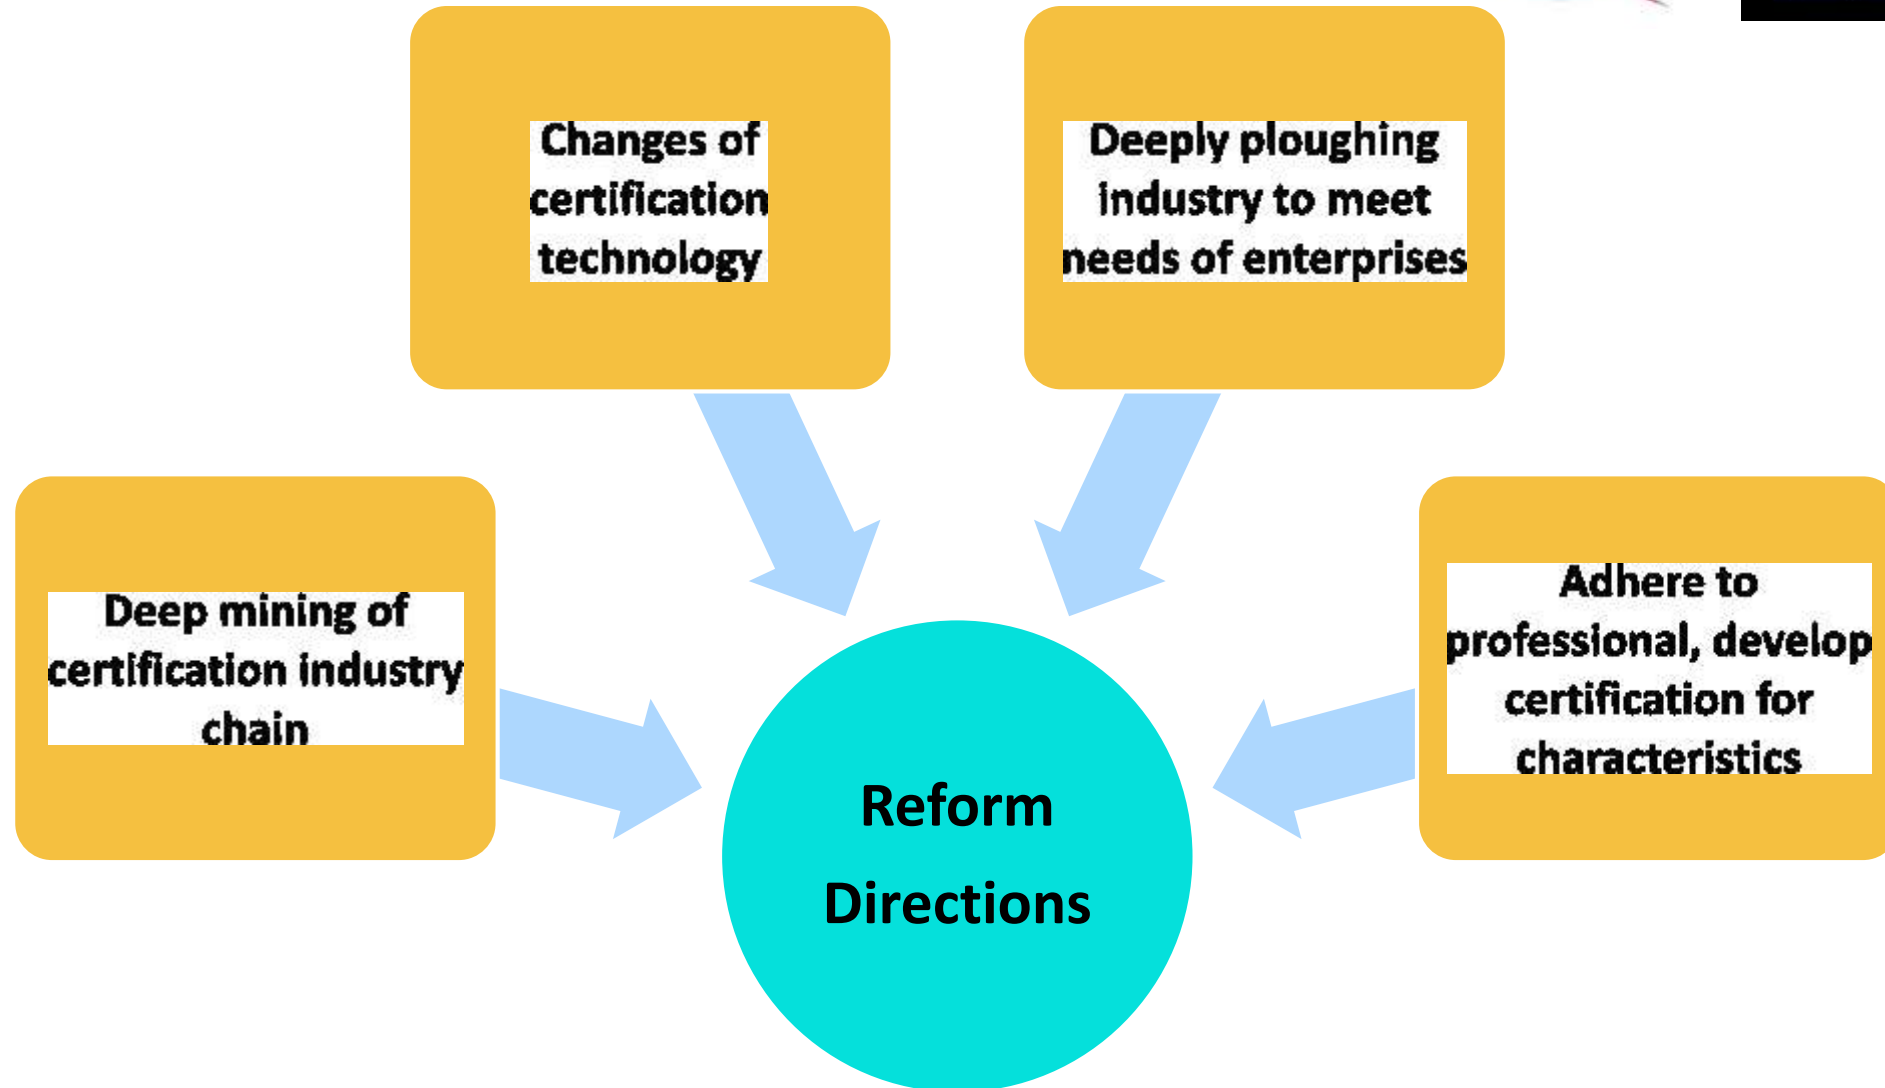 Changes of
certification
technology
Deeply ploughing
industry to meet
needs of enterprises
Deep mining of
certification industry
chain
Adhere to
professional, develop
certification for
characteristics
Reform
Directions